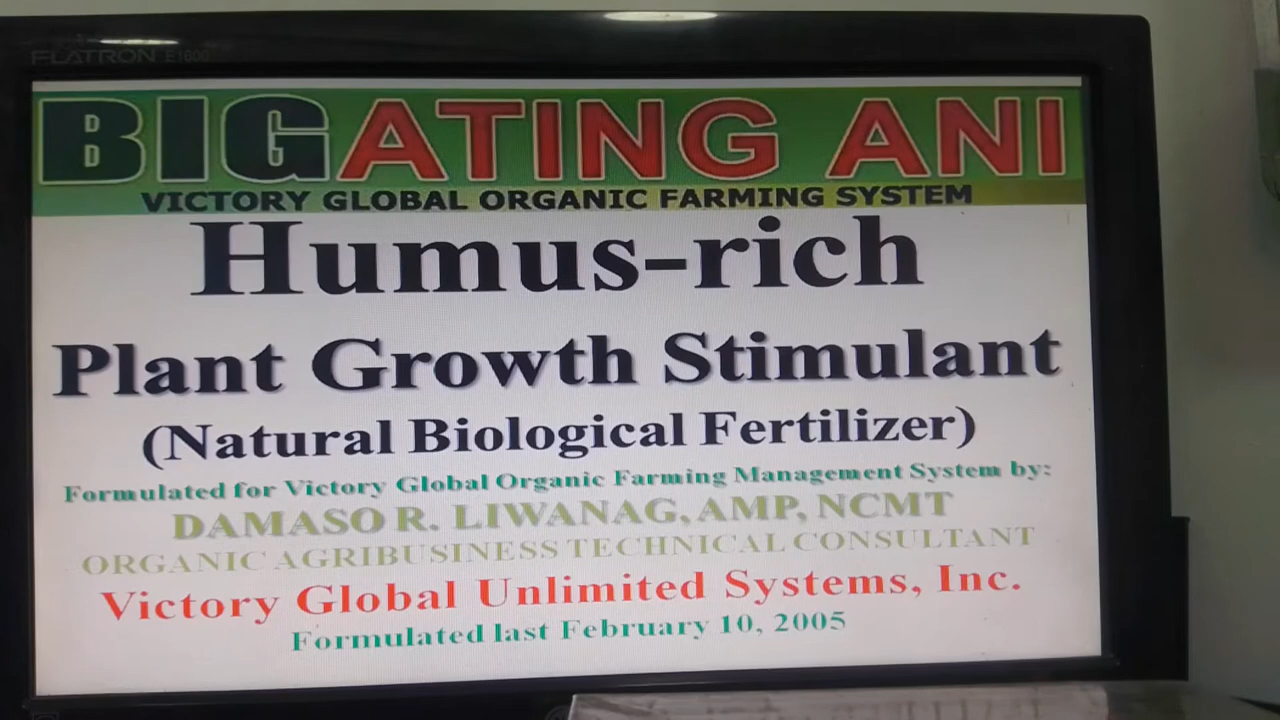 FLATRON E1600
BIGATING ANI
VICTORY GLOBAL ORGANIC FARMING SYSTEM
Humus-rich
Plant Growth Stimulant
(Natural Biological Fertilizer)
Formulated for Victory Global Organic Farming Management System by:
DAMASO R. LIWANAG, AMP, NCMT
ORGANIC AGRIBUSINESS TECHNICAL CONSULTANT
Victory Global Unlimited Systems, Inc.
Formulated last February 10, 2005